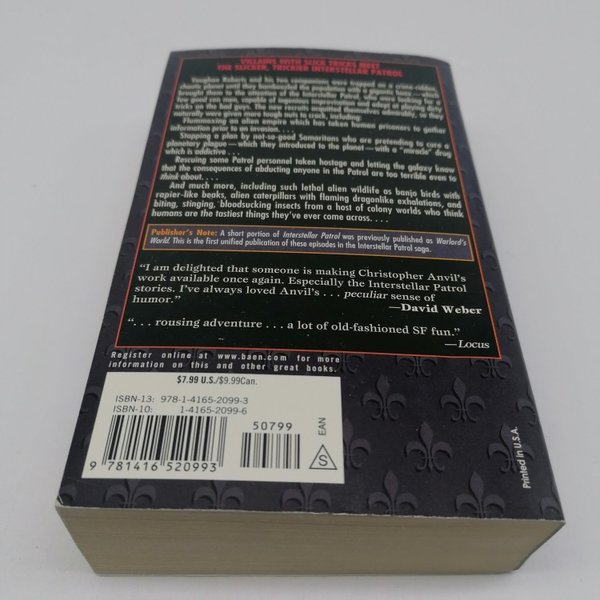 VILLAINS WITH SLICK TRICKS MEET
THE SLICKER, TRICKIER INTERSTELLAR PATROL
Vaughan Roberts and his two companions were trapped on a crime-ridden,
chaotic planet until they bamboozled the population with a gigantic hoax—which
brought them to the attention of the Interstellar Patrol, who were looking for a
few good con men, capable of ingenious improvisation and adept at playing dirty
tricks on the bad guys. The new recruits acquitted themselves admirably, so they
naturally were given more tough nuts to crack, including:
Flummoxing an alien empire which has taken human prisoners to gather
information prior to an invasion. . . .
Stopping a plan by not-so-good Samaritans who are pretending to cure a
planetary plague—which they introduced to the planet—with a "miracle" drug
which is addictive. . .
Rescuing some Patrol personnel taken hostage and letting the galaxy know
that the consequences of abducting anyone in the Patrol are too terrible even to
think about. . . .
And much more, including such lethal alien wildlife as banjo birds with
rapier-like beaks, alien caterpillars with flaming dragonlike exhalations, and
biting, stinging, bloodsucking insects from a host of colony worlds who think
humans are the tastiest things they've ever come across. . . .
Publisher's Note: A short portion of Interstellar Patrol was previously published as Warlord's
World. This is the first unified publication of these episodes in the Interstellar Patrol saga.
"I am delighted that someone is making Christopher Anvil's
work available once again. Especially the Interstellar Patrol
stories. I've always loved Anvil's . . . peculiar sense of
humor."
—David Weber
". . . rousing adventure . . . a lot of old-fashioned SF fun."
—Locus
Register online at www.baen.com for more
information on this and other great books.
$7.99 U.S./$9.99Can.
ISBN-13: 978-1-4165-2099-3
ISBN-10: 1-4165-2099-6
50799
EAN
S
9 781416 520993
Printed in U.S.A.